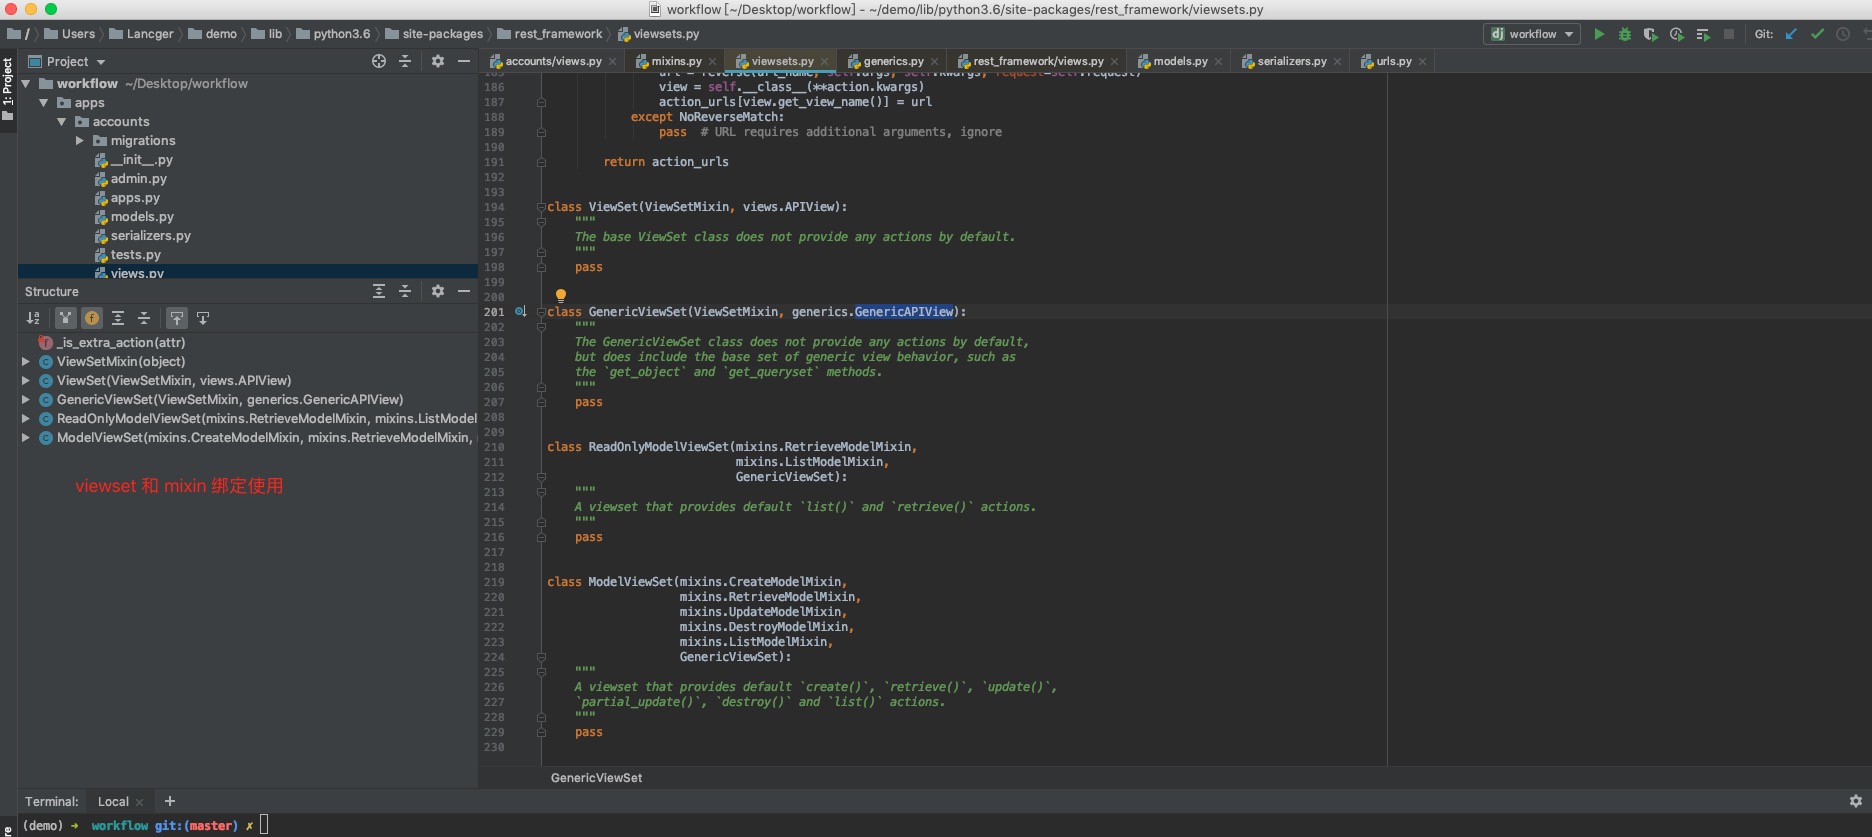 workflow [~/Desktop/workflow] - ~/demo/lib/python3.6/site-packages/rest_framework/viewsets.py
/ Users Lancger demo lib python3.6 site-packages rest_framework viewsets.py
dj workflow Git:
1: Project
Project
accounts/views.py mixins.py viewsets.py generics.py rest_framework/views.py models.py serializers.py urls.py
workflow ~/Desktop/workflow
apps
accounts
migrations
__init__.py
admin.py
apps.py
models.py
serializers.py
tests.py
views.py
Structure
_is_extra_action(attr)
ViewSetMixin(object)
ViewSet(ViewSetMixin, views.APIView)
GenericViewSet(ViewSetMixin, generics.GenericAPIView)
ReadOnlyModelViewSet(mixins.RetrieveModelMixin, mixins.ListModel
ModelViewSet(mixins.CreateModelMixin, mixins.RetrieveModelMixin,
viewset 和 mixin 绑定使用
185 url = reverse(url_name, self.args, self.kwargs, request=self.request)
186 view = self.__class__(**action.kwargs)
187 action_urls[view.get_view_name()] = url
188 except NoReverseMatch:
189 pass # URL requires additional arguments, ignore
190
191 return action_urls
192
193
194 class ViewSet(ViewSetMixin, views.APIView):
195 """
196 The base ViewSet class does not provide any actions by default.
197 """
198 pass
199
200
201 class GenericViewSet(ViewSetMixin, generics.GenericAPIView):
202 """
203 The GenericViewSet class does not provide any actions by default,
204 but does include the base set of generic view behavior, such as
205 the `get_object` and `get_queryset` methods.
206 """
207 pass
208
209
210 class ReadOnlyModelViewSet(mixins.RetrieveModelMixin,
211 mixins.ListModelMixin,
212 GenericViewSet):
213 """
214 A viewset that provides default `list()` and `retrieve()` actions.
215 """
216 pass
217
218
219 class ModelViewSet(mixins.CreateModelMixin,
220 mixins.RetrieveModelMixin,
221 mixins.UpdateModelMixin,
222 mixins.DestroyModelMixin,
223 mixins.ListModelMixin,
224 GenericViewSet):
225 """
226 A viewset that provides default `create()`, `retrieve()`, `update()`,
227 `partial_update()`, `destroy()` and `list()` actions.
228 """
229 pass
230
GenericViewSet
Terminal: Local +
(demo) → workflow git:(master) ✗